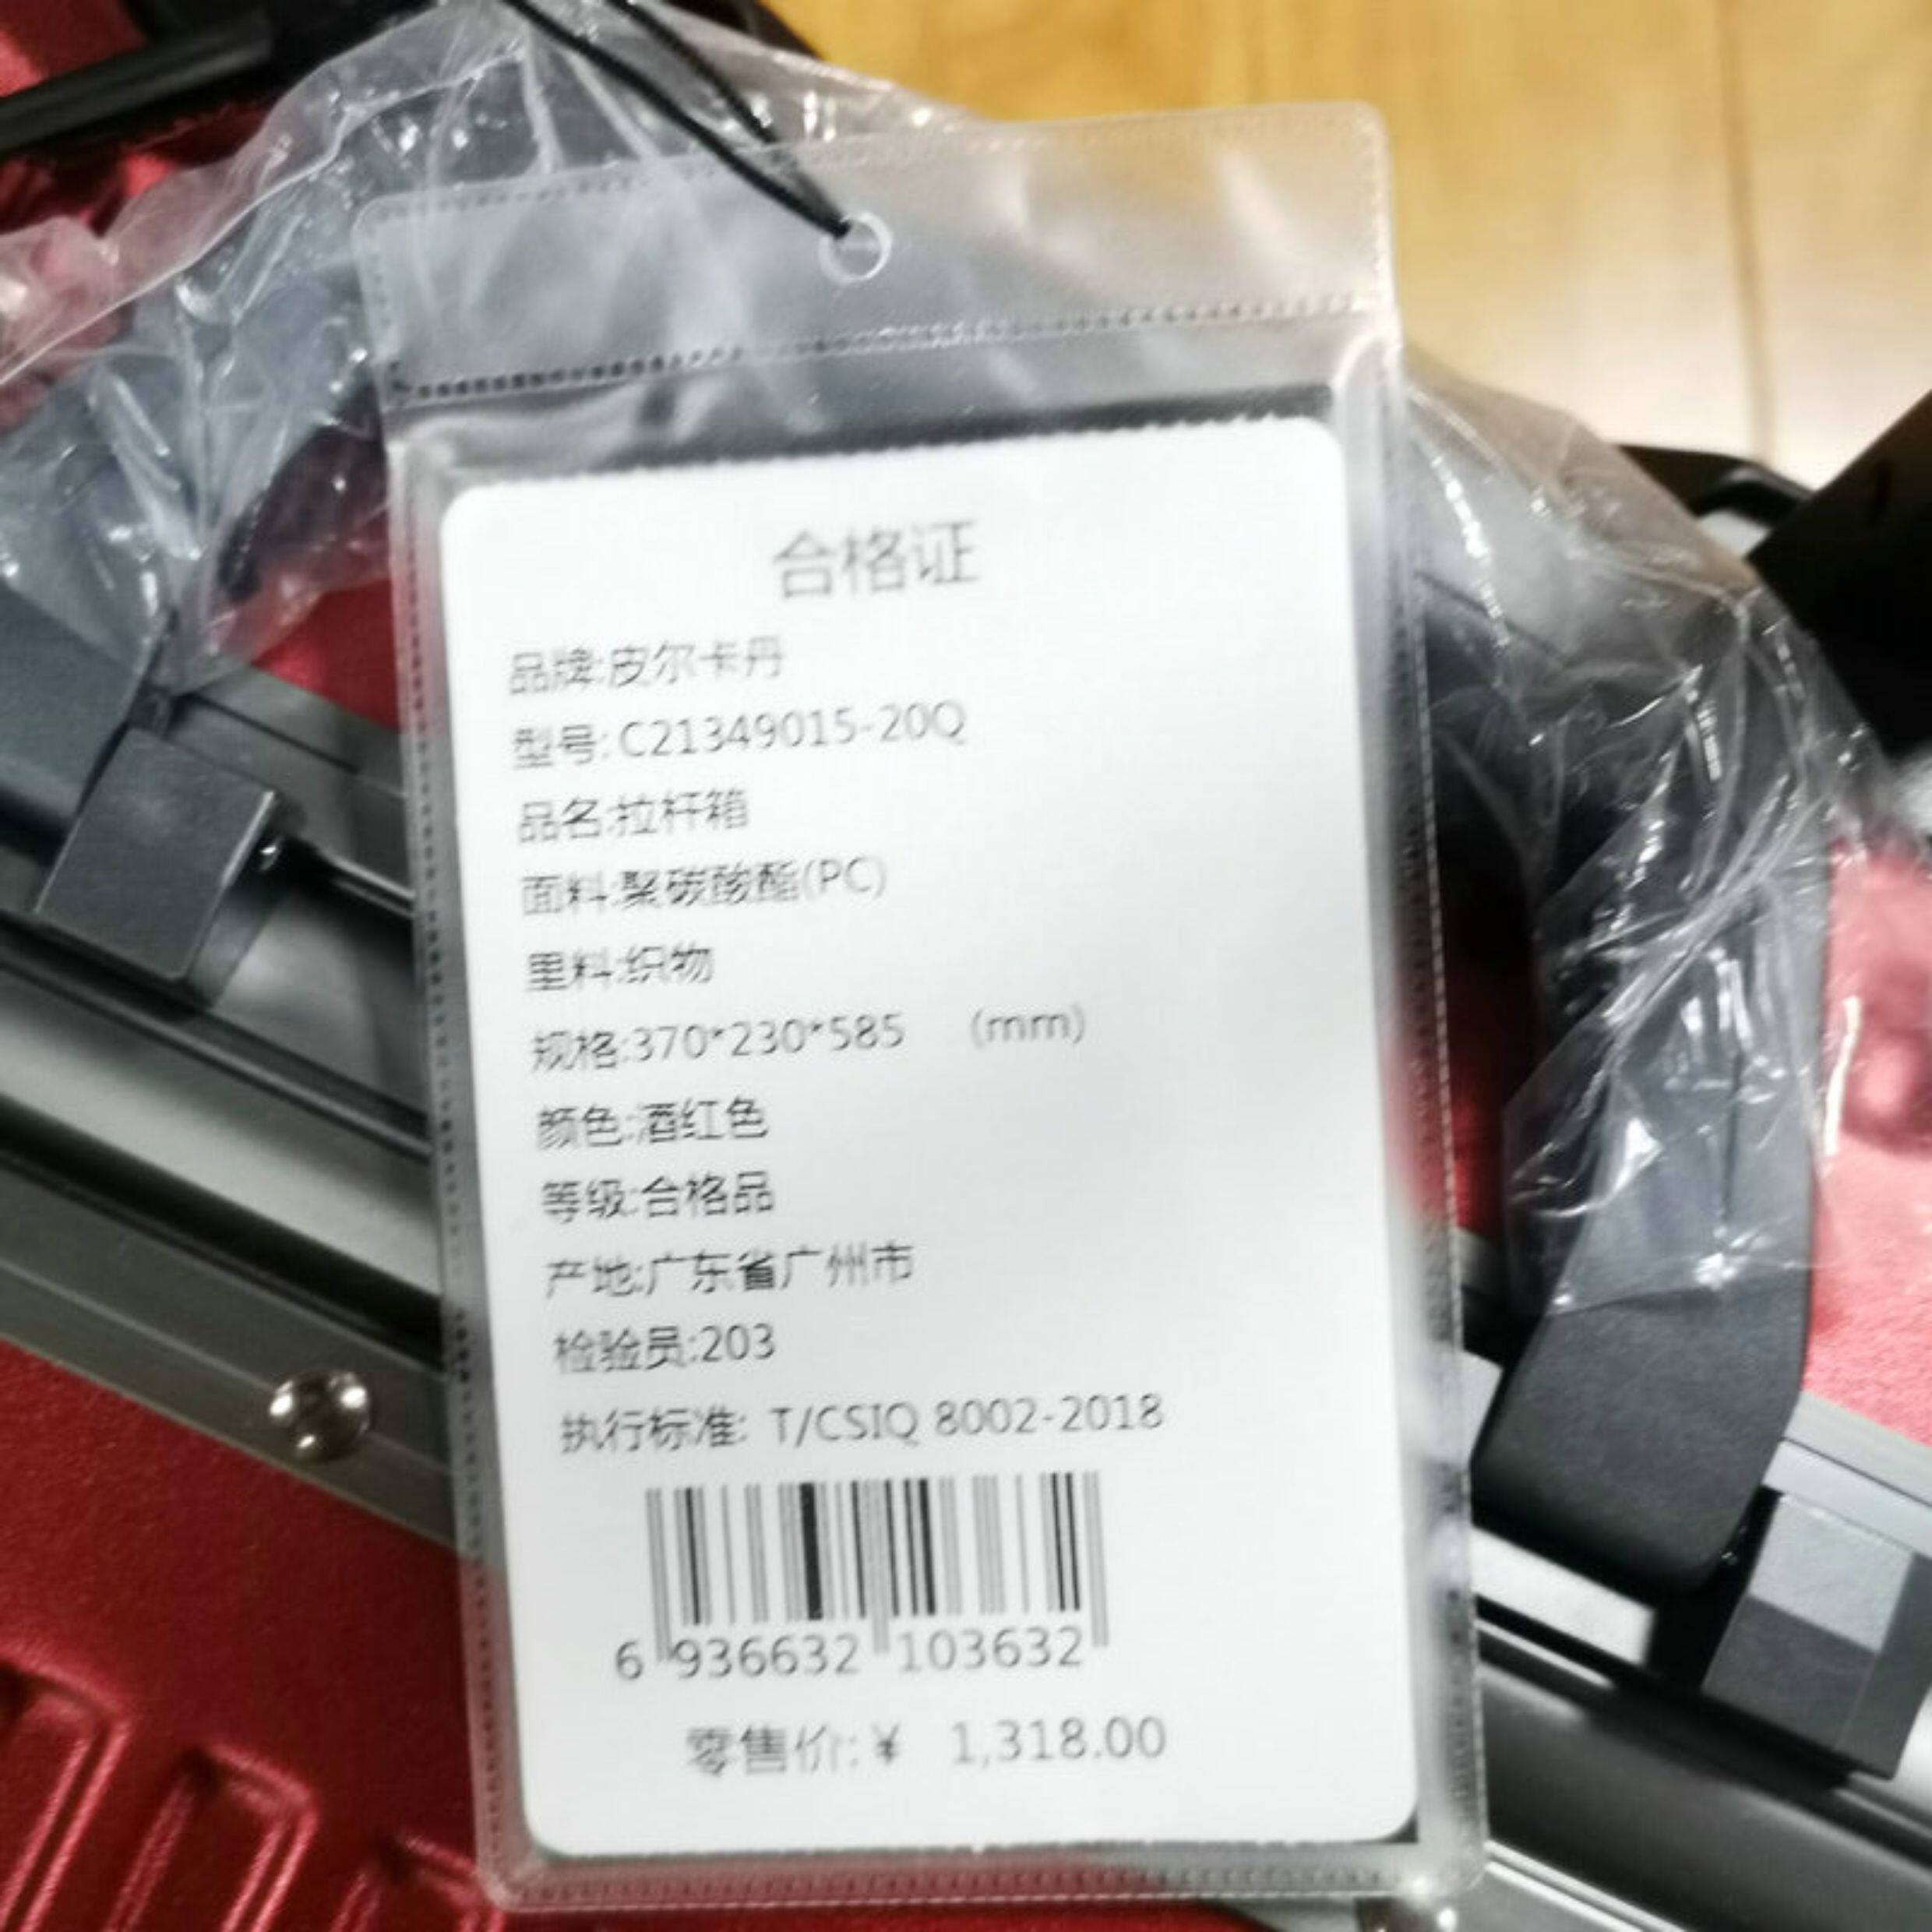 合格证
品牌:皮尔卡丹
型号: C21349015-20Q
品名:拉杆箱
面料:聚碳酸酯(PC)
里料:织物
规格:370*230*585 (mm)
颜色:酒红色
等级:合格品
产地:广东省广州市
检验员:203
执行标准: T/CSIQ 8002-2018
6 936632 103632
零售价:¥ 1,318.00